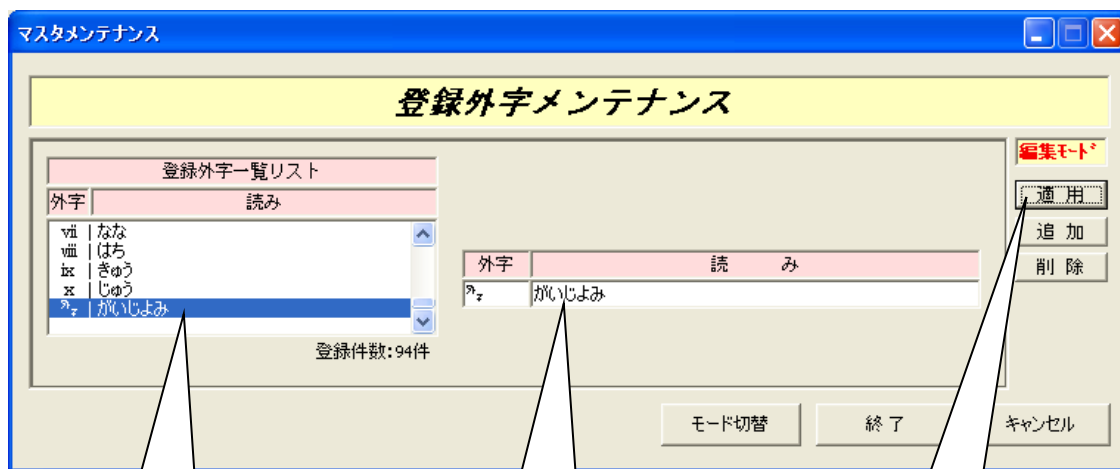 マスタメンテナンス
登録外字メンテナンス
編集ﾓｰﾄﾞ
登録外字一覧リスト
外字 読み
ⅶ | なな
ⅷ | はち
ⅸ | きゅう
ⅹ | じゅう
| がいじよみ
登録件数:94件
外字 読 み
がいじよみ
適 用
追 加
削 除
モード切替
終 了
キャンセル